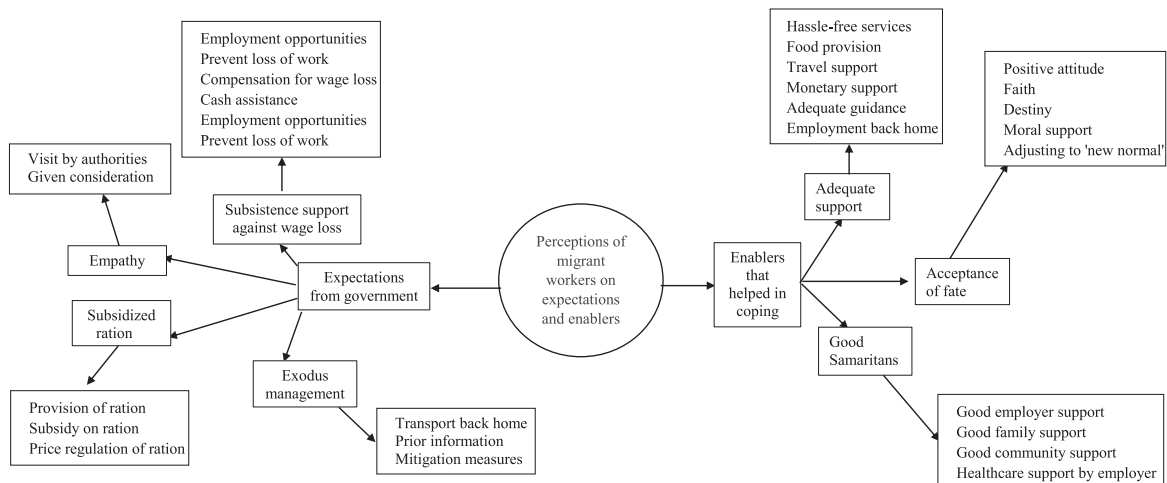 Employment opportunities
Prevent loss of work
Compensation for wage loss
Cash assistance
Employment opportunities
Prevent loss of work
Visit by authorities
Given consideration
Subsistence support
against wage loss
Empathy
Expectations
from government
Subsidized
ration
Exodus
management
Provision of ration
Subsidy on ration
Price regulation of ration
Transport back home
Prior information
Mitigation measures
Perceptions of
migrant
workers on
expectations
and enablers
Hassle-free services
Food provision
Travel support
Monetary support
Adequate guidance
Employment back home
Positive attitude
Faith
Destiny
Moral support
Adjusting to 'new normal'
Adequate
support
Enablers
that
helped in
coping
Acceptance
of fate
Good
Samaritans
Good employer support
Good family support
Good community support
Healthcare support by employer